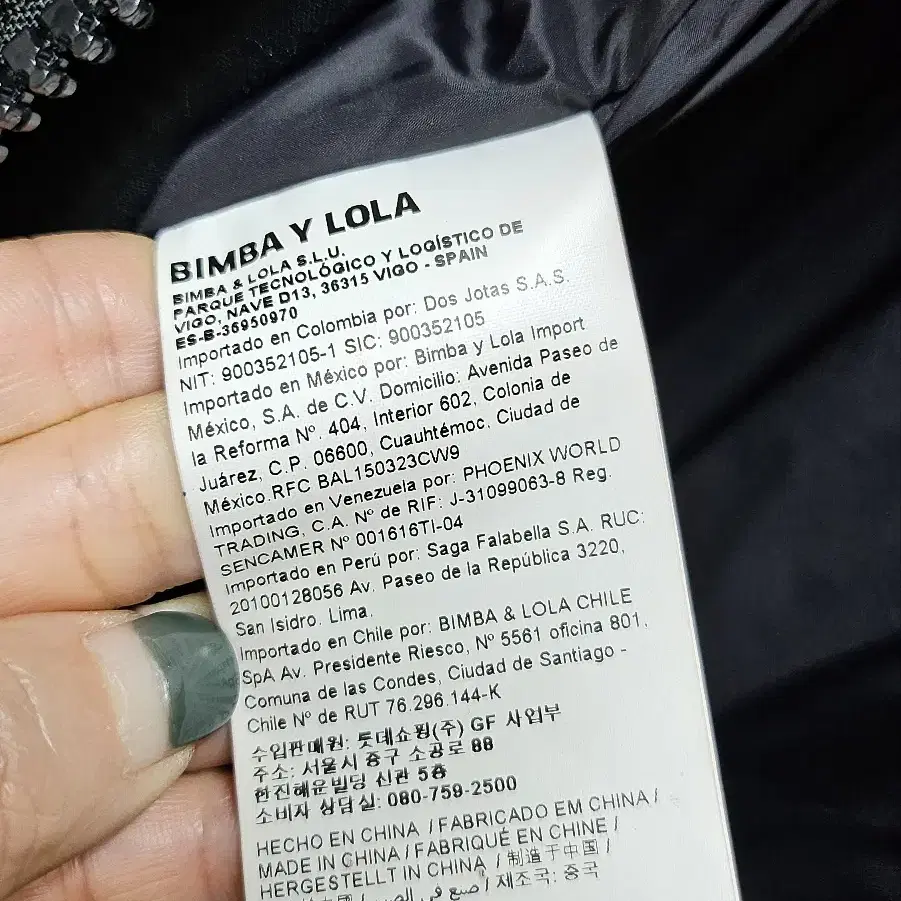 BIMBA Y LOLA
BIMBA & LOLA S.L.U.
PARQUE TECNOLÓGICO Y LOGÍSTICO DE
VIGO, NAVE D13, 36315 VIGO - SPAIN
ES-B-36950970
Importado en Colombia por: Dos Jotas S.A.S.
NIT: 900352105-1 SIC: 900352105
Importado en México por: Bimba y Lola Import
México, S.A. de C.V. Domicilio: Avenida Paseo de
la Reforma Nº. 404, Interior 602, Colonia de
Juárez, C.P. 06600, Cuauhtémoc, Ciudad de
México.RFC BAL150323CW9
Importado en Venezuela por: PHOENIX WORLD
TRADING, C.A. Nº de RIF: J-31099063-8 Reg.
SENCAMER Nº 001616TI-04
Importado en Perú por: Saga Falabella S.A. RUC:
20100128056 Av. Paseo de la República 3220,
San Isidro, Lima.
Importado en Chile por: BIMBA & LOLA CHILE
SpA Av. Presidente Riesco, Nº 5561 oficina 801,
Comuna de las Condes, Ciudad de Santiago -
Chile Nº de RUT 76.296.144-K
수입판매원: 롯데쇼핑(주) GF 사업부
주소: 서울시 중구 소공로 88
한진해운빌딩 신관 5층
소비자 상담실: 080-759-2500
HECHO EN CHINA / FABRICADO EM CHINA /
MADE IN CHINA / FABRIQUÉ EN CHINE /
HERGESTELLT IN CHINA / 制造于中国 /
/ 제조국: 중국